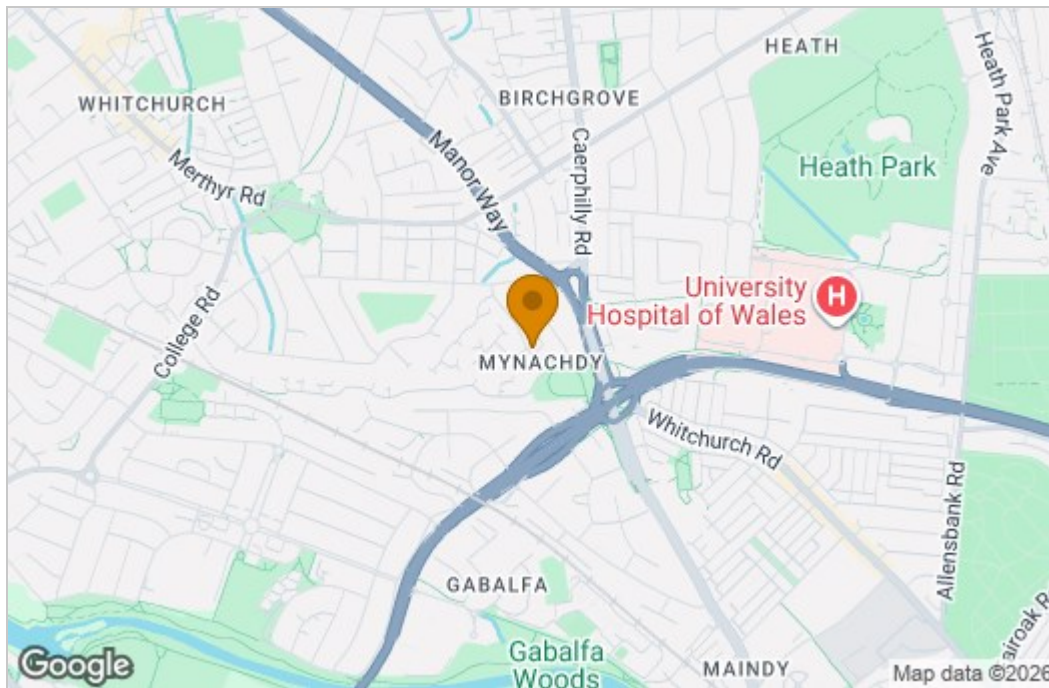 HEATH
WHITCHURCH
BIRCHGROVE
Heath Park Ave
Merthyr Rd
Manor Way
Caerphilly Rd
Heath Park
College Rd
University
Hospital of Wales
H
MYNACHDY
Whitchurch Rd
Allensbank Rd
GABALFA
Gabalfa
Woods
MAINDY
airoak R
Google
Map data ©2026